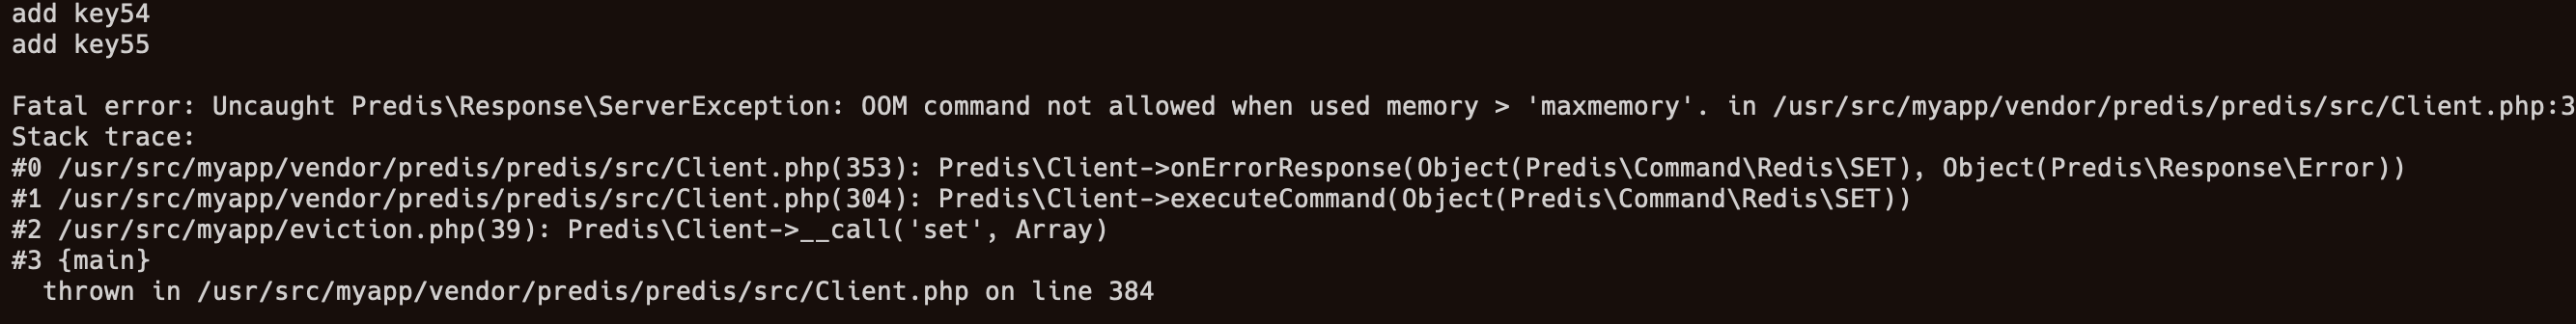 add key54
add key55
Fatal error: Uncaught Predis\Response\ServerException: OOM command not allowed when used memory > 'maxmemory'. in /usr/src/myapp/vendor/predis/predis/src/Client.php:3
Stack trace:
#0 /usr/src/myapp/vendor/predis/predis/src/Client.php(353): Predis\Client->onErrorResponse(Object(Predis\Command\Redis\SET), Object(Predis\Response\Error))
#1 /usr/src/myapp/vendor/predis/predis/src/Client.php(304): Predis\Client->executeCommand(Object(Predis\Command\Redis\SET))
#2 /usr/src/myapp/eviction.php(39): Predis\Client->__call('set', Array)
#3 {main}
  thrown in /usr/src/myapp/vendor/predis/predis/src/Client.php on line 384